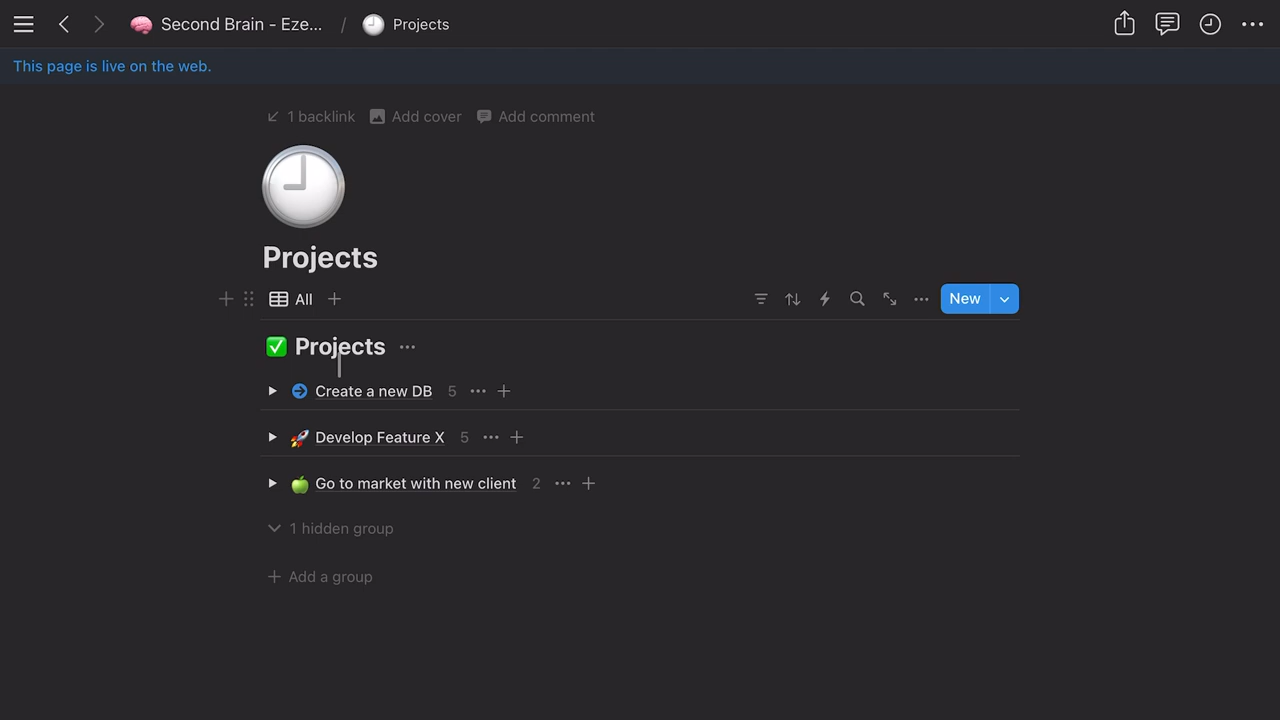 Second Brain - Eze... / Projects
This page is live on the web.
1 backlink Add cover Add comment
Projects
All New
Projects
Create a new DB 5
Develop Feature X 5
Go to market with new client 2
1 hidden group
Add a group